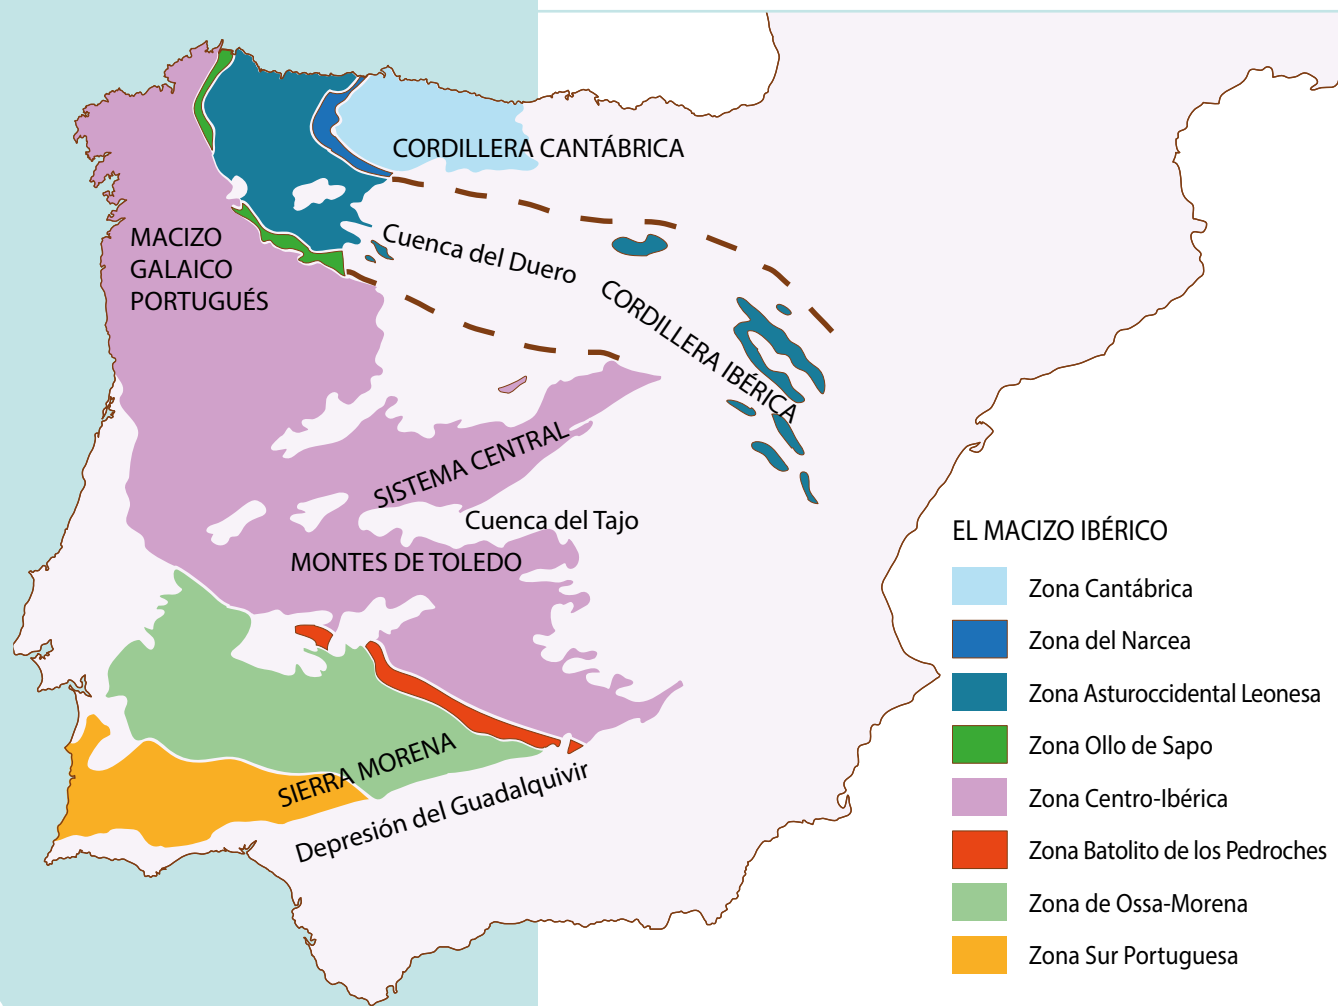 CORDILLERA CANTÁBRICA
MACIZO
GALAICO
PORTUGUÉS
Cuenca del Duero
CORDILLERA IBÉRICA
SISTEMA CENTRAL
Cuenca del Tajo
MONTES DE TOLEDO
SIERRA MORENA
Depresión del Guadalquivir
EL MACIZO IBÉRICO
Zona Cantábrica
Zona del Narcea
Zona Asturoccidental Leonesa
Zona Ollo de Sapo
Zona Centro-Ibérica
Zona Batolito de los Pedroches
Zona de Ossa-Morena
Zona Sur Portuguesa